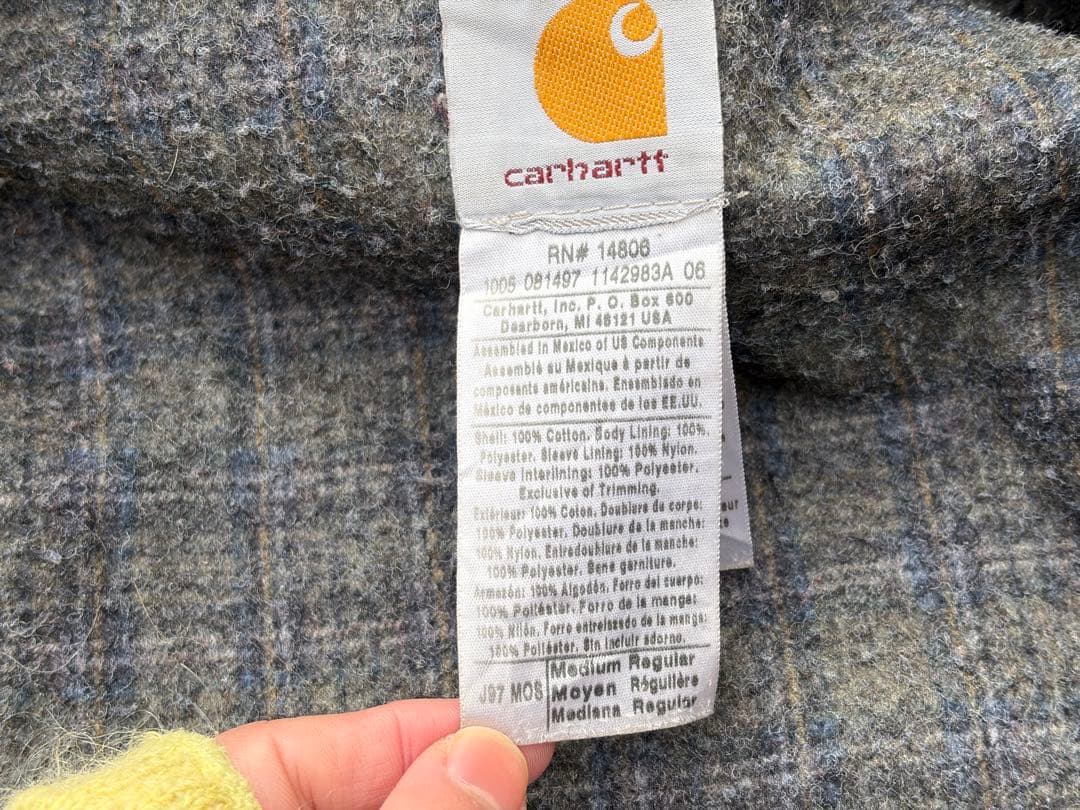 carhartt
RN# 14806
1005 081497 1142983A 06
Carhartt, Inc. P. O. Box 600
Dearborn, MI 48121 USA
Assembled in Mexico of US Components
Assemblé au Mexique à partir de
composants américains. Ensamblado en
México de componentes de los EE.UU.
Shell: 100% Cotton. Body Lining: 100%.
Polyester. Sleeve Lining: 100% Nylon.
Sleeve Interlining: 100% Polyester.
Exclusive of Trimming.
Extérieur: 100% Coton. Doublure de corps:
100% Polyester. Doublure de la manche:
100% Nylon. Entredoublure de la manche:
100% Polyester. Sans garniture.
Armazón: 100% Algodón. Forro del cuerpo:
100% Poliéster. Forro de la manga:
100% Nilón. Forro entrelazado de la manga:
100% Poliéster. Sin incluir adorno.
J97 MOS
Medium Regular
Moyen Régulière
Mediana Regular